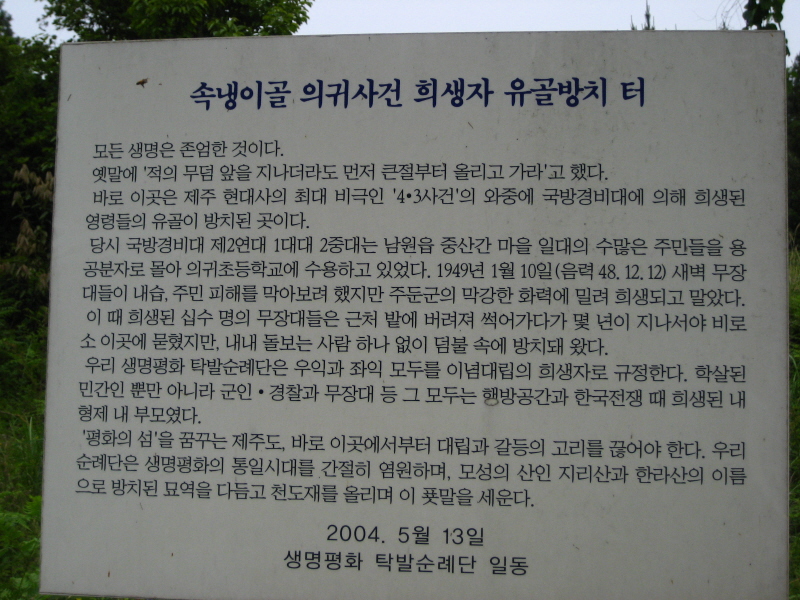 속냉이골 의귀사건 희생자 유골방치 터
모든 생명은 존엄한 것이다.
옛말에 '적의 무덤 앞을 지나더라도 먼저 큰절부터 올리고 가라'고 했다.
바로 이곳은 제주 현대사의 최대 비극인 '4•3사건'의 와중에 국방경비대에 의해 희생된
영령들의 유골이 방치된 곳이다.
당시 국방경비대 제2연대 1대대 2중대는 남원읍 중산간 마을 일대의 수많은 주민들을 용
공분자로 몰아 의귀초등학교에 수용하고 있었다. 1949년 1월 10일(음력 48. 12. 12) 새벽 무장
대들이 내습, 주민 피해를 막아보려 했지만 주둔군의 막강한 화력에 밀려 희생되고 말았다.
이 때 희생된 십수 명의 무장대들은 근처 밭에 버려져 썩어가다가 몇 년이 지나서야 비로
소 이곳에 묻혔지만, 내내 돌보는 사람 하나 없이 덤불 속에 방치돼 왔다.
우리 생명평화 탁발순례단은 우익과 좌익 모두를 이념대립의 희생자로 규정한다. 학살된
민간인 뿐만 아니라 군인•경찰과 무장대 등 그 모두는 행방공간과 한국전쟁 때 희생된 내
형제 내 부모였다.
'평화의 섬'을 꿈꾸는 제주도, 바로 이곳에서부터 대립과 갈등의 고리를 끊어야 한다. 우리
순례단은 생명평화의 통일시대를 간절히 염원하며, 모성의 산인 지리산과 한라산의 이름
으로 방치된 묘역을 다듬고 천도재를 올리며 이 푯말을 세운다.
2004. 5월 13일
생명평화 탁발순례단 일동